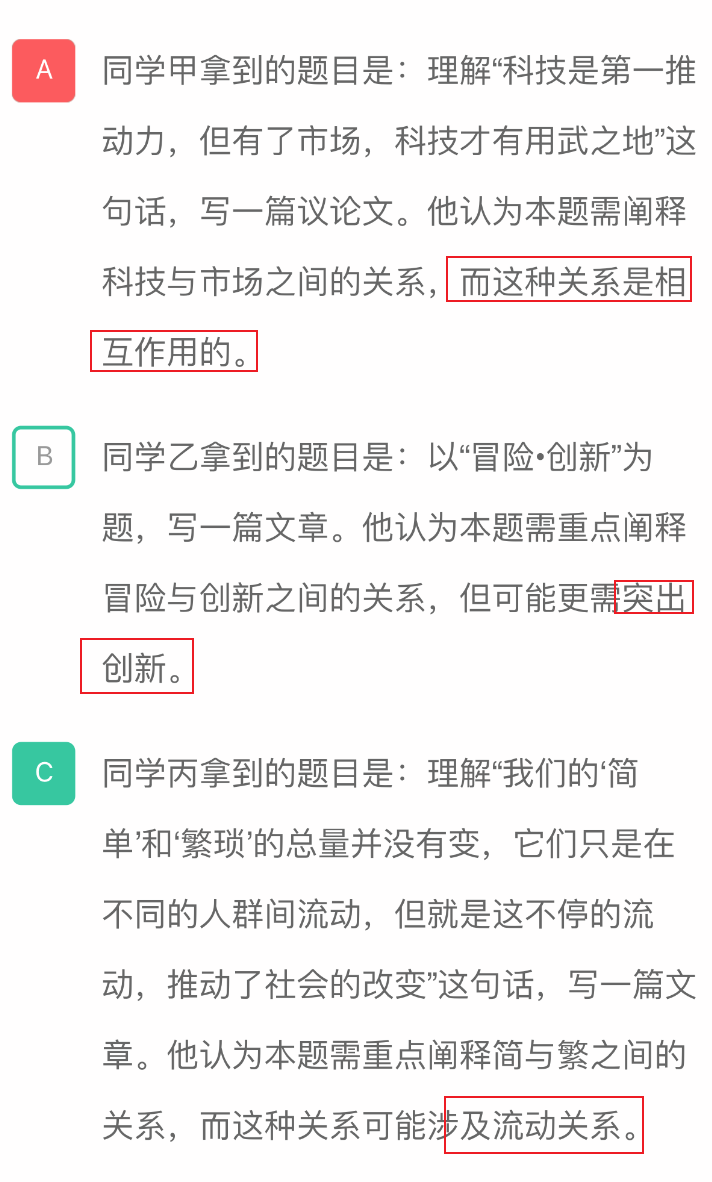 A 同学甲拿到的题目是：理解“科技是第一推
动力，但有了市场，科技才有用武之地”这
句话，写一篇议论文。他认为本题需阐释
科技与市场之间的关系，而这种关系是相
互作用的。
B 同学乙拿到的题目是：以“冒险•创新”为
题，写一篇文章。他认为本题需重点阐释
冒险与创新之间的关系，但可能更需突出
创新。
C 同学丙拿到的题目是：理解“我们的‘简
单’和‘繁琐’的总量并没有变，它们只是在
不同的人群间流动，但就是这不停的流
动，推动了社会的改变”这句话，写一篇文
章。他认为本题需重点阐释简与繁之间的
关系，而这种关系可能涉及流动关系。